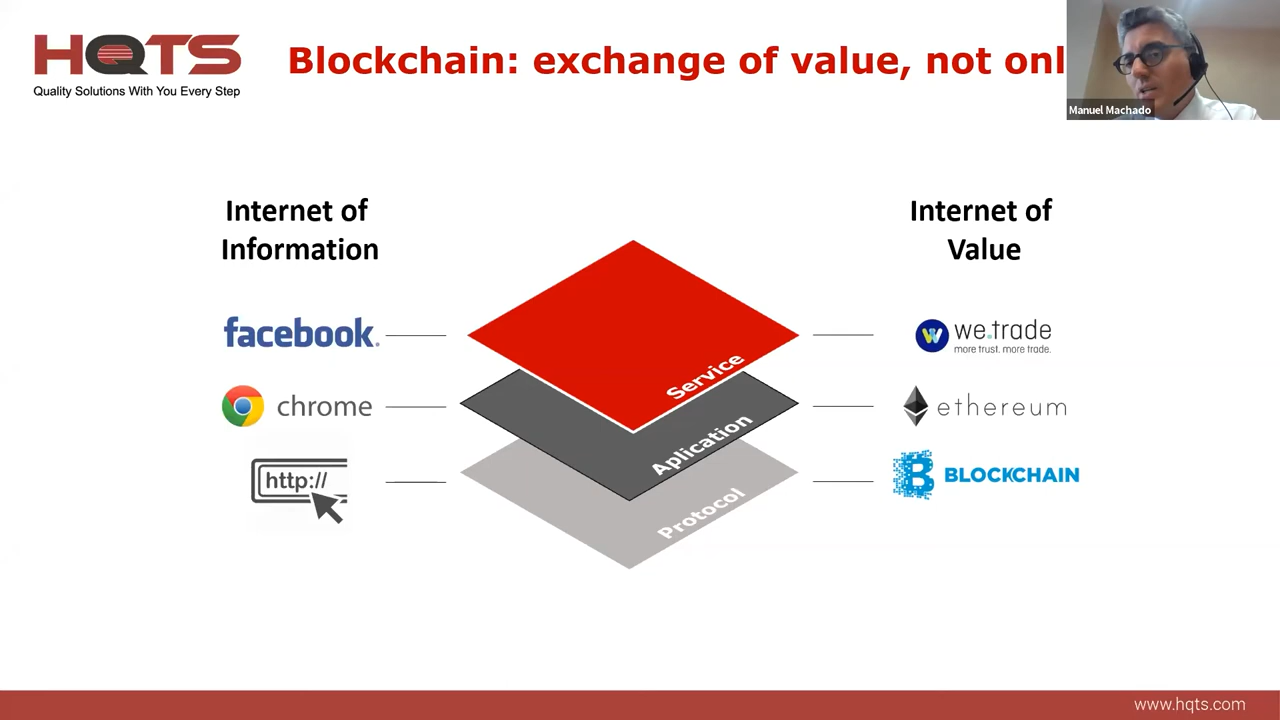 HQTS
Quality Solutions With You Every Step
Blockchain: exchange of value, not onl
Manuel Machado
Internet of
Information
Internet of
Value
facebook.
we.trade
more trust. more trade.
Service
chrome
ethereum
Aplication
http://
BLOCKCHAIN
Protocol
www.hqts.com